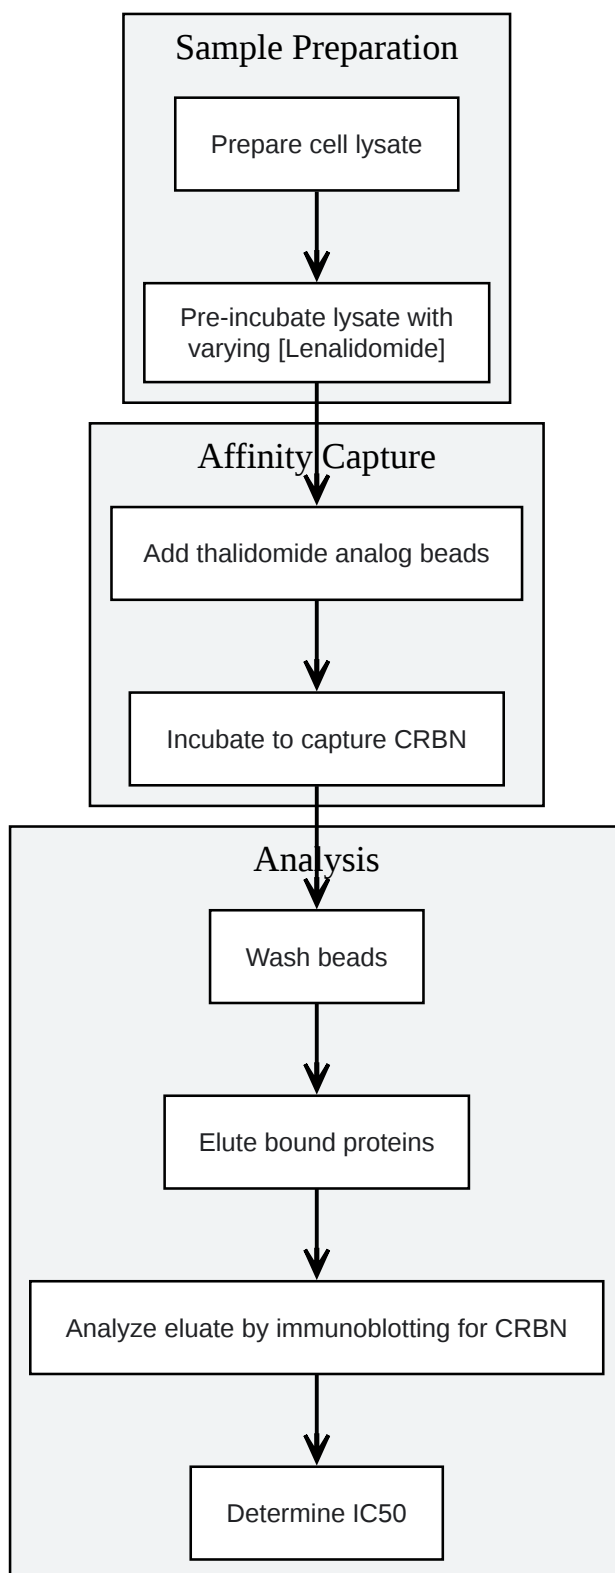 Sample Preparation
Prepare cell lysate
Pre-incubate lysate with
varying [Lenalidomide]
Affinity Capture
Add thalidomide analog beads
Incubate to capture CRBN
Analysis
Wash beads
Elute bound proteins
Analyze eluate by immunoblotting for CRBN
Determine IC50